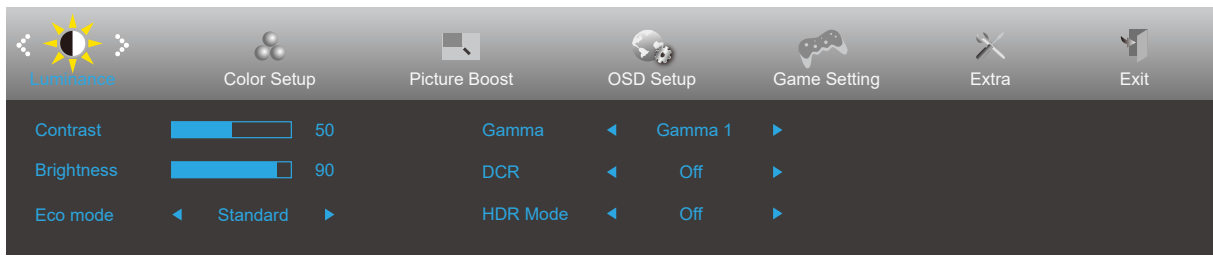 Luminance Color Setup Picture Boost OSD Setup Game Setting Extra Exit
Contrast 50 Gamma Gamma 1
Brightness 90 DCR Off
Eco mode Standard HDR Mode Off